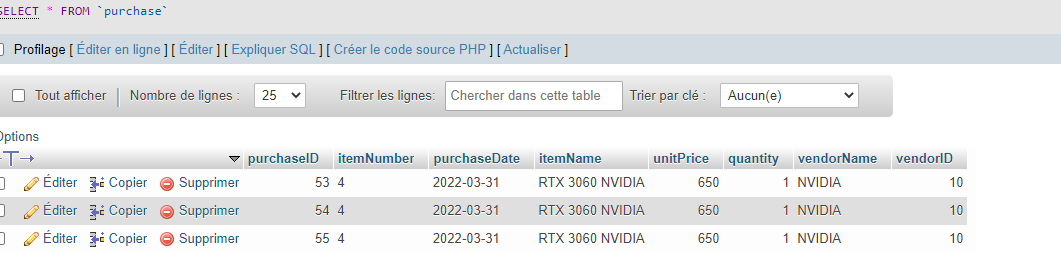 SELECT * FROM `purchase`
Profilage [ Éditer en ligne ] [ Éditer ] [ Expliquer SQL ] [ Créer le code source PHP ] [ Actualiser ]
Tout afficher Nombre de lignes : 25 Filtrer les lignes: Chercher dans cette table Trier par clé : Aucun(e)
Options
purchaseID itemNumber purchaseDate itemName unitPrice quantity vendorName vendorID
Éditer Copier Supprimer 53 4 2022-03-31 RTX 3060 NVIDIA 650 1 NVIDIA 10
Éditer Copier Supprimer 54 4 2022-03-31 RTX 3060 NVIDIA 650 1 NVIDIA 10
Éditer Copier Supprimer 55 4 2022-03-31 RTX 3060 NVIDIA 650 1 NVIDIA 10